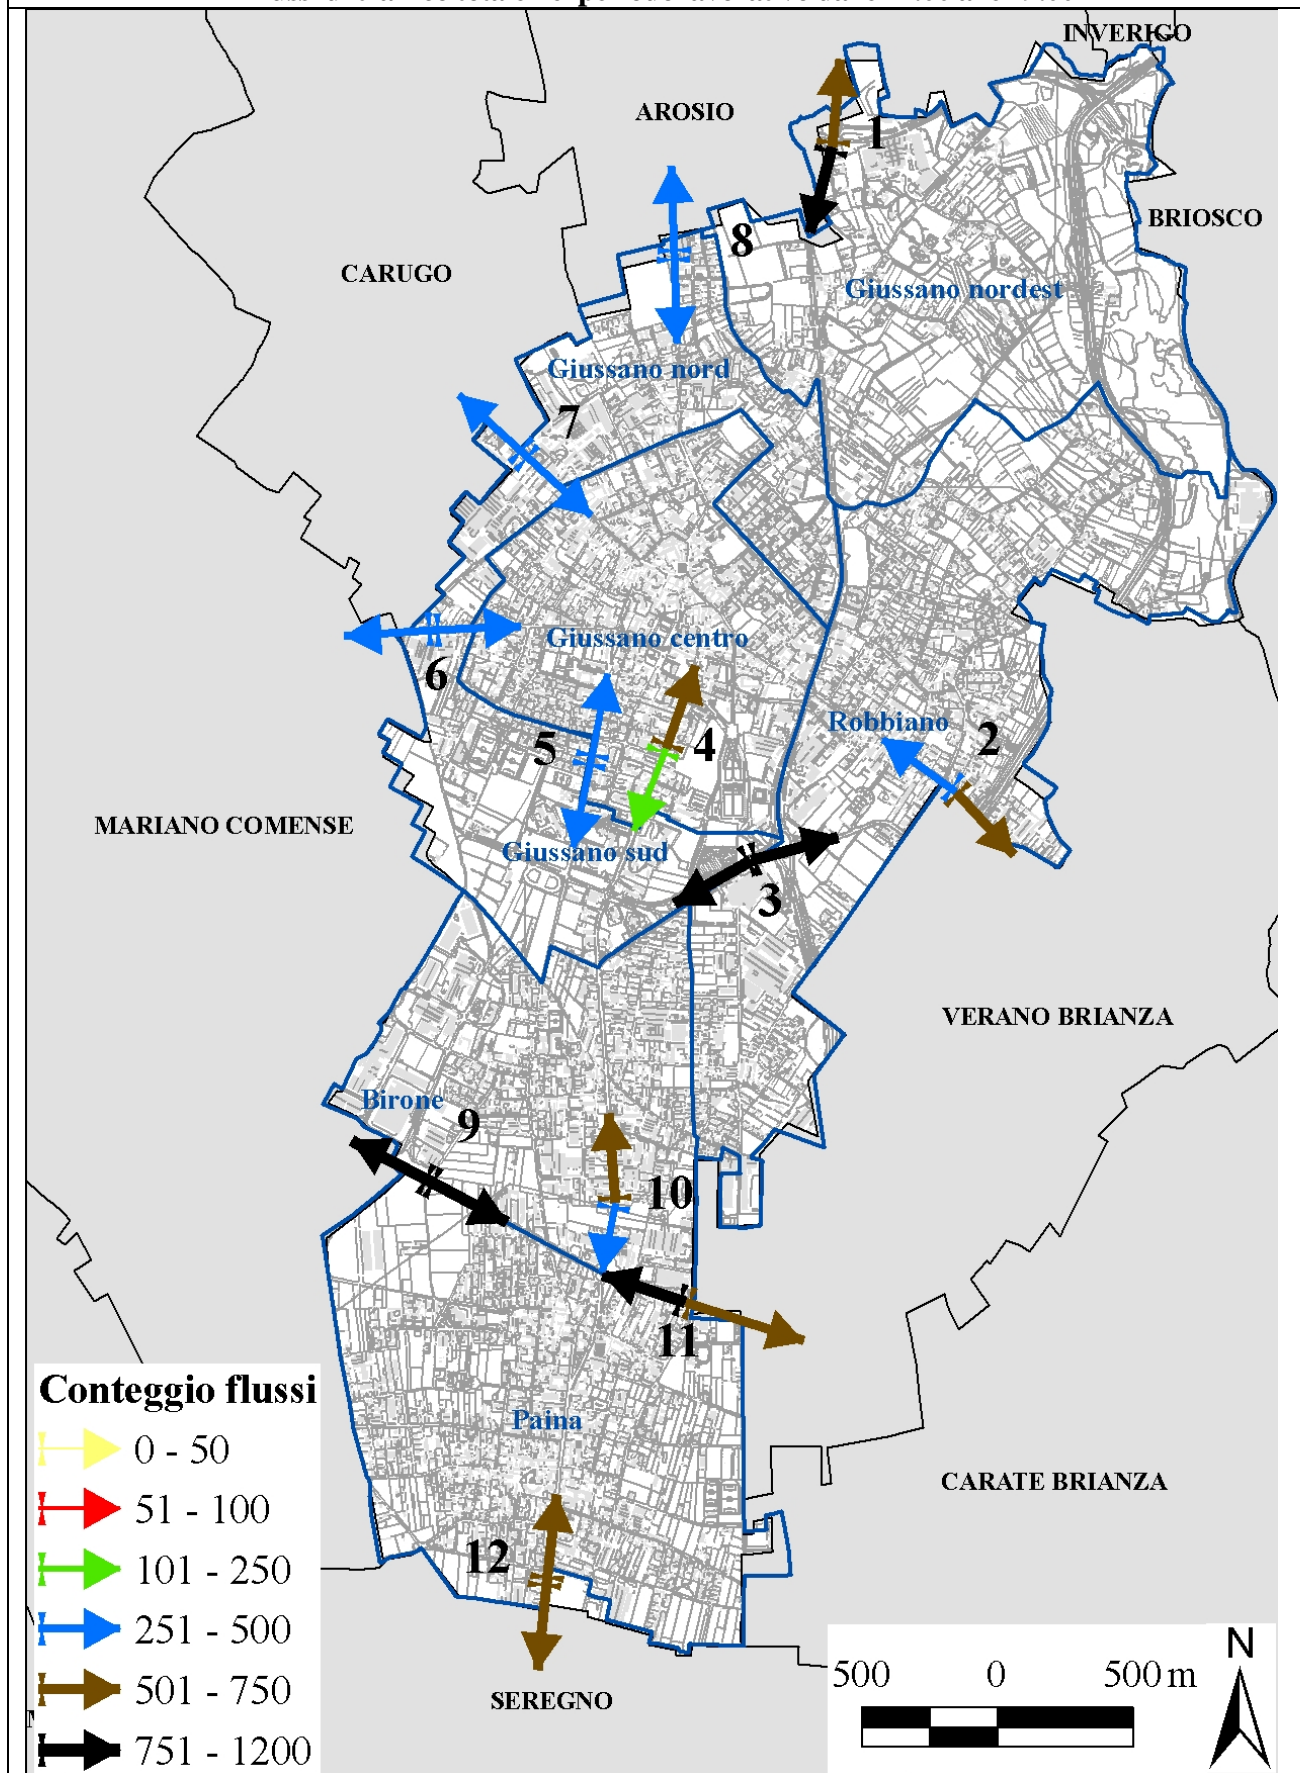 INVERIGO
AROSIO
1
BRIOSCO
8
CARUGO
Giussano nordest
Giussano nord
7
Giussano centro
6
Robbiano
2
5
4
MARIANO COMENSE
Giussano sud
3
VERANO BRIANZA
Birone
9
10
11
Paina
CARATE BRIANZA
12
SEREGNO
Conteggio flussi
0 - 50
51 - 100
101 - 250
251 - 500
501 - 750
751 - 1200
500 0 500 m
N